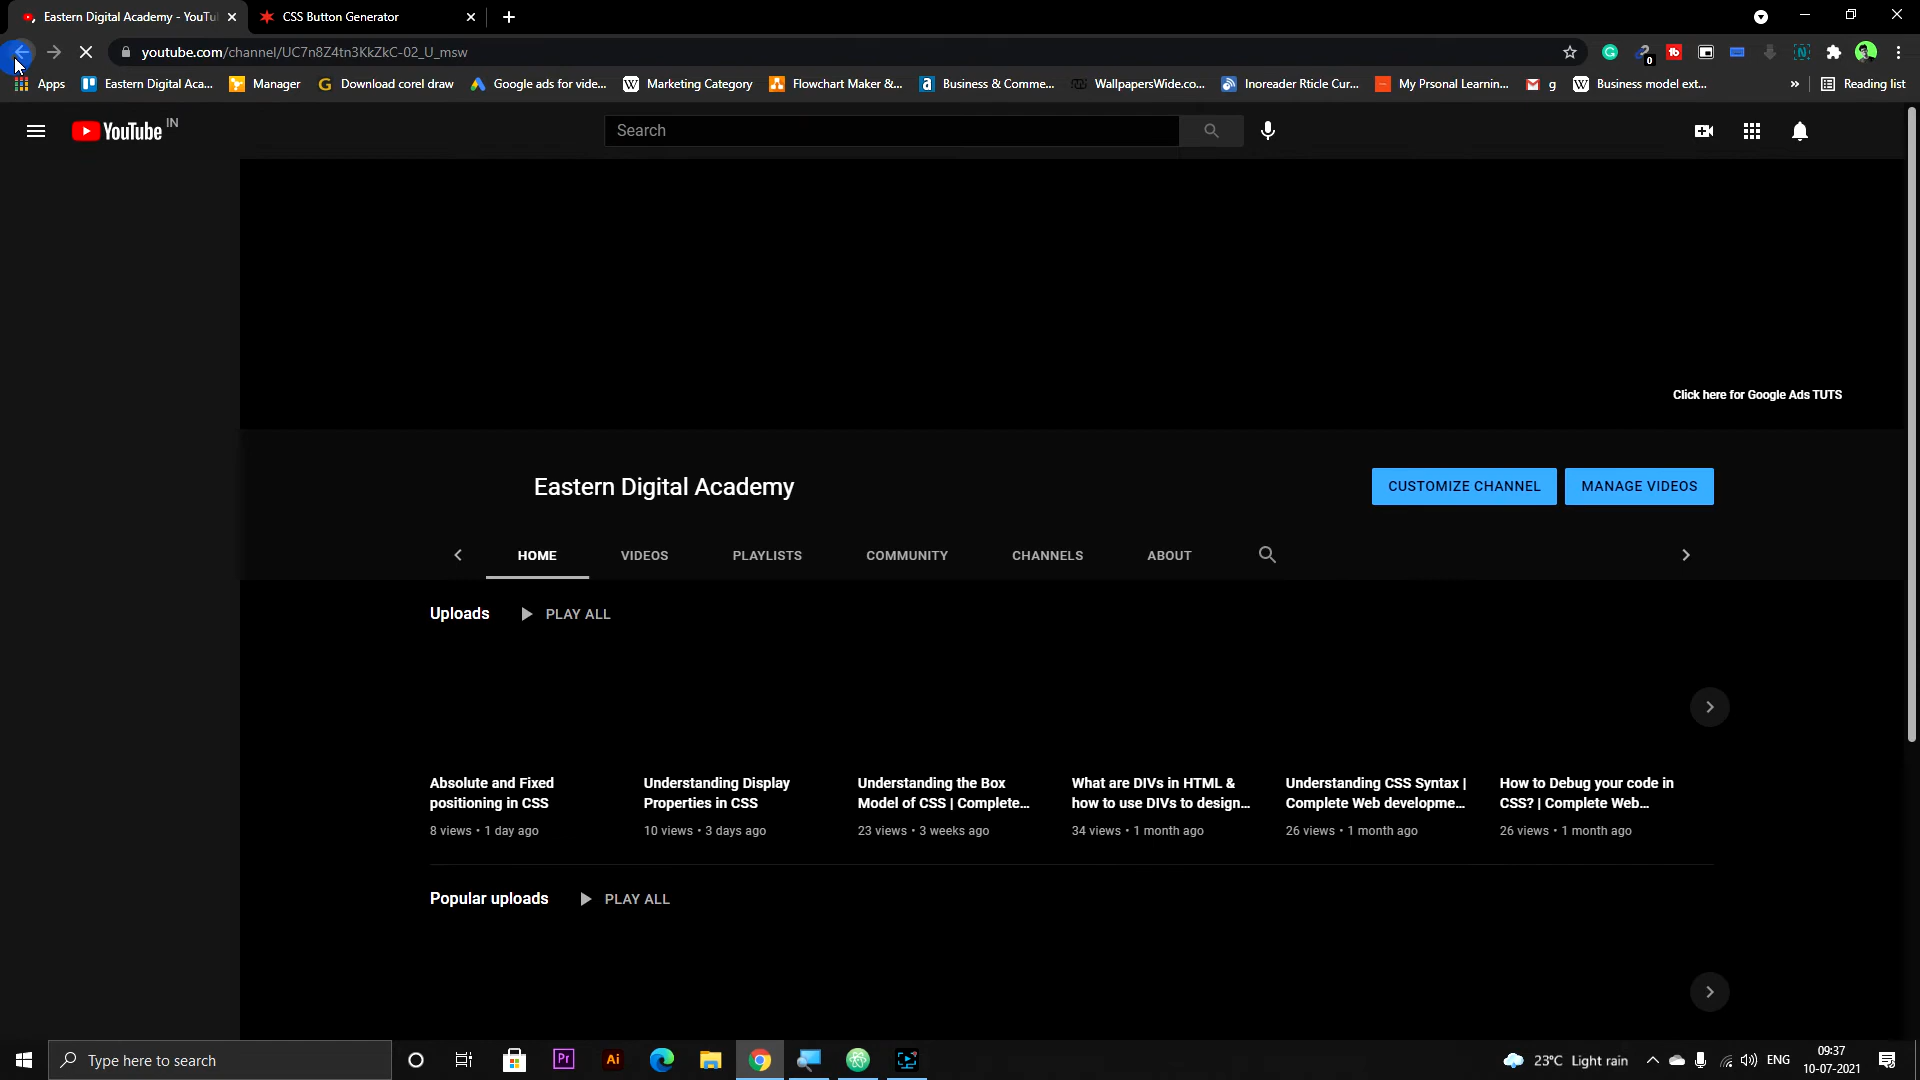 Eastern Digital Academy - YouTu
CSS Button Generator
youtube.com/channel/UC7n8Z4tn3KkZkC-02_U_msw
0
Apps
Eastern Digital Aca...
Manager
Download corel draw
Google ads for vide...
Marketing Category
Flowchart Maker &...
Business & Comme...
WallpapersWide.co...
Inoreader Rticle Cur...
My Prsonal Learnin...
g
Business model ext...
»
Reading list
YouTube IN
Search
Click here for Google Ads TUTS
Eastern Digital Academy
CUSTOMIZE CHANNEL
MANAGE VIDEOS
HOME
VIDEOS
PLAYLISTS
COMMUNITY
CHANNELS
ABOUT
Uploads
PLAY ALL
Absolute and Fixed
positioning in CSS
8 views • 1 day ago
Understanding Display
Properties in CSS
10 views • 3 days ago
Understanding the Box
Model of CSS | Complete...
23 views • 3 weeks ago
What are DIVs in HTML &
how to use DIVs to design...
34 views • 1 month ago
Understanding CSS Syntax |
Complete Web developme...
26 views • 1 month ago
How to Debug your code in
CSS? | Complete Web...
26 views • 1 month ago
Popular uploads
PLAY ALL
Type here to search
Pr
Ai
23°C Light rain
ENG
09:37
10-07-2021